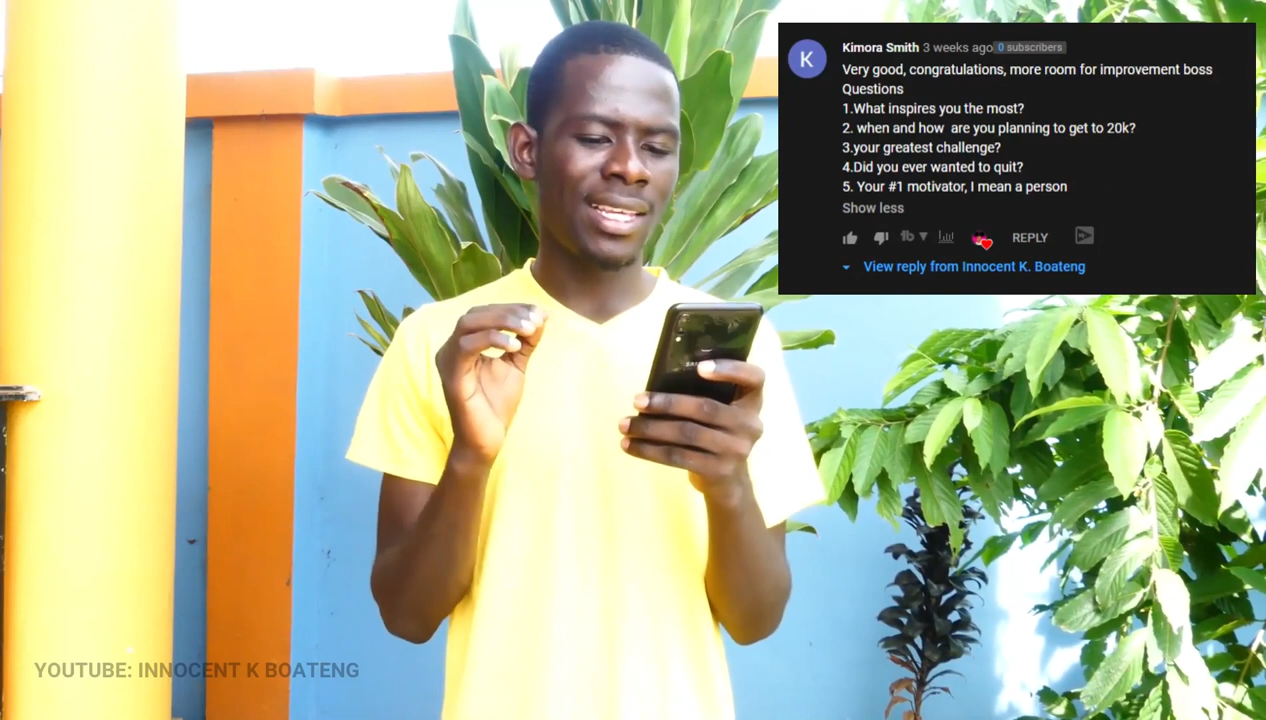 Kimora Smith 3 weeks ago 0 subscribers
K
Very good, congratulations, more room for improvement boss
Questions
1.What inspires you the most?
2. when and how are you planning to get to 20k?
3.your greatest challenge?
4.Did you ever wanted to quit?
5. Your #1 motivator, I mean a person
Show less
REPLY
View reply from Innocent K. Boateng
YOUTUBE: INNOCENT K BOATENG